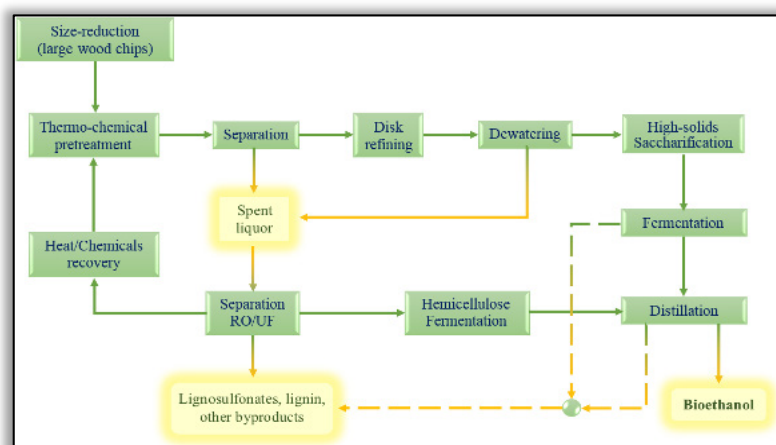 Size-reduction
(large wood chips)
Thermo-chemical
pretreatment
Separation
Disk
refining
Dewatering
High-solids
Saccharification
Spent
liquor
Fermentation
Heat/Chemicals
recovery
Separation
RO/UF
Hemicellulose
Fermentation
Distillation
Lignosulfonates, lignin,
other byproducts
Bioethanol